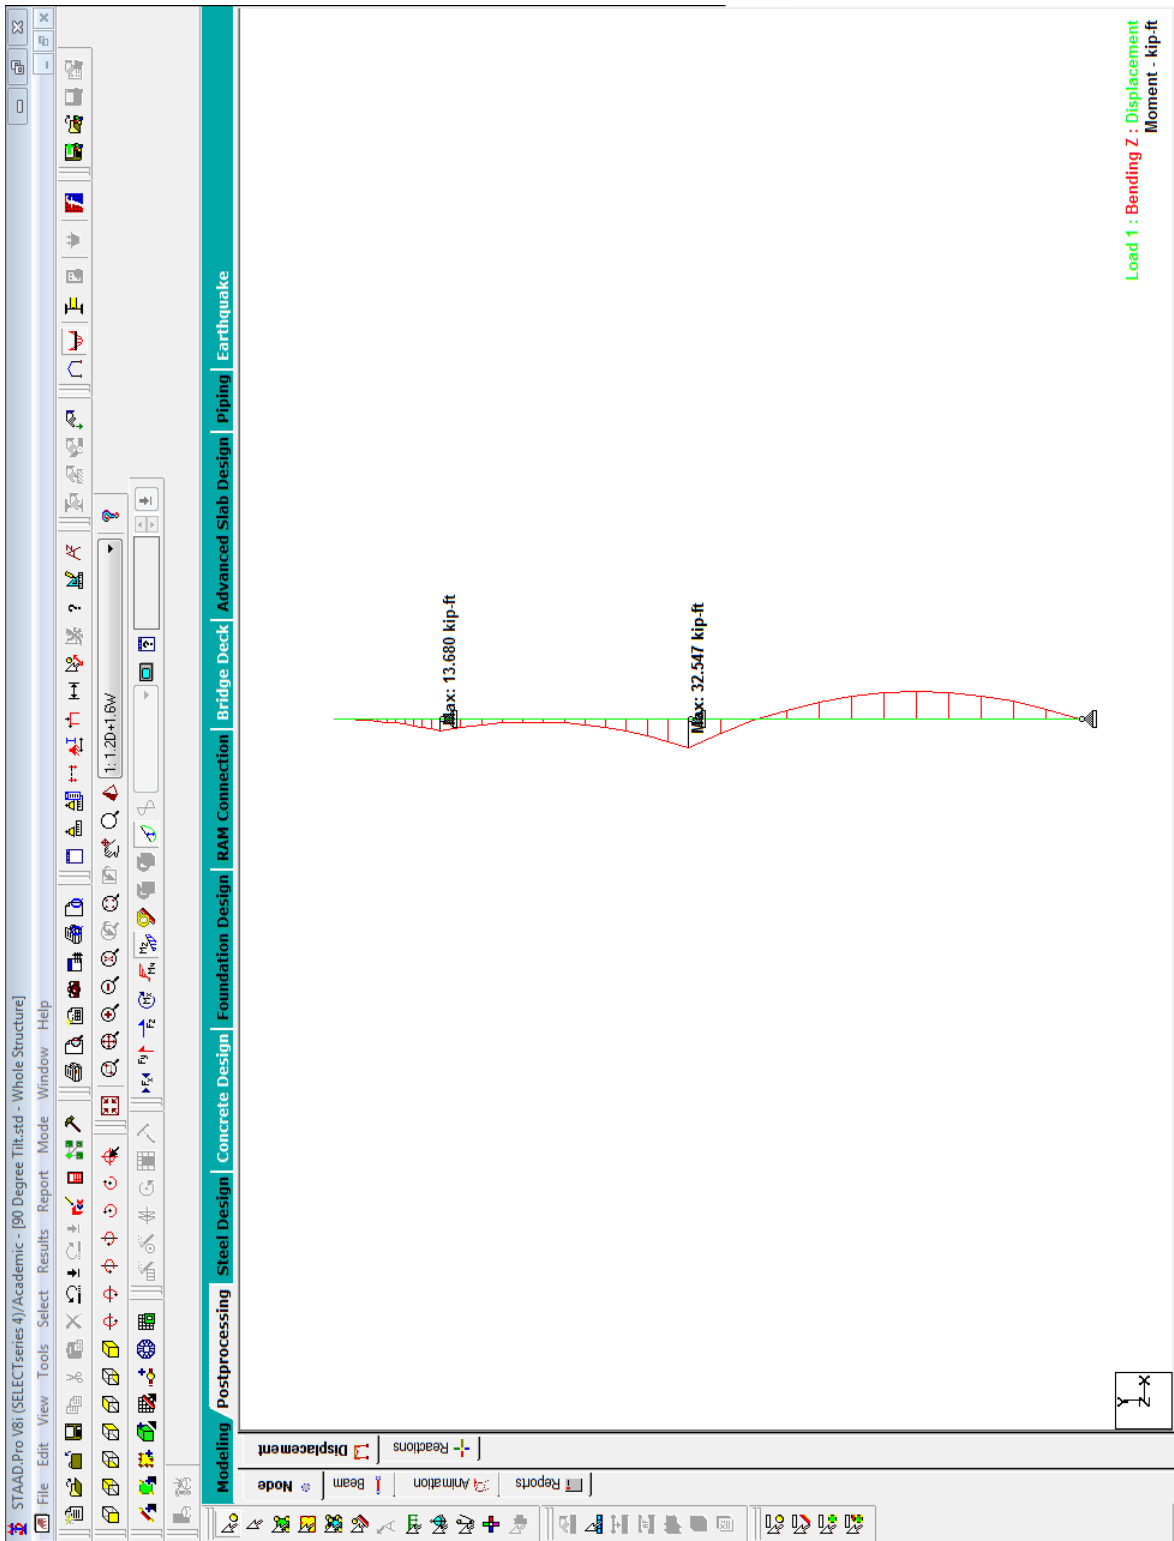 STAAD.Pro V8i (SELECTseries 4)/Academic - [90 Degree Tilt.std - Whole Structure]
File Edit View Tools Select Results Report Mode Window Help
1: 1.2D+1.6W
Modeling Postprocessing Steel Design Concrete Design Foundation Design RAM Connection Bridge Deck Advanced Slab Design Piping Earthquake
Node
Beam
Animation
Reports
Displacement
Reactions
Max: 13.680 kip-ft
Max: 32.547 kip-ft
Y
Z X
Load 1 : Bending Z : Displacement
Moment - kip-ft